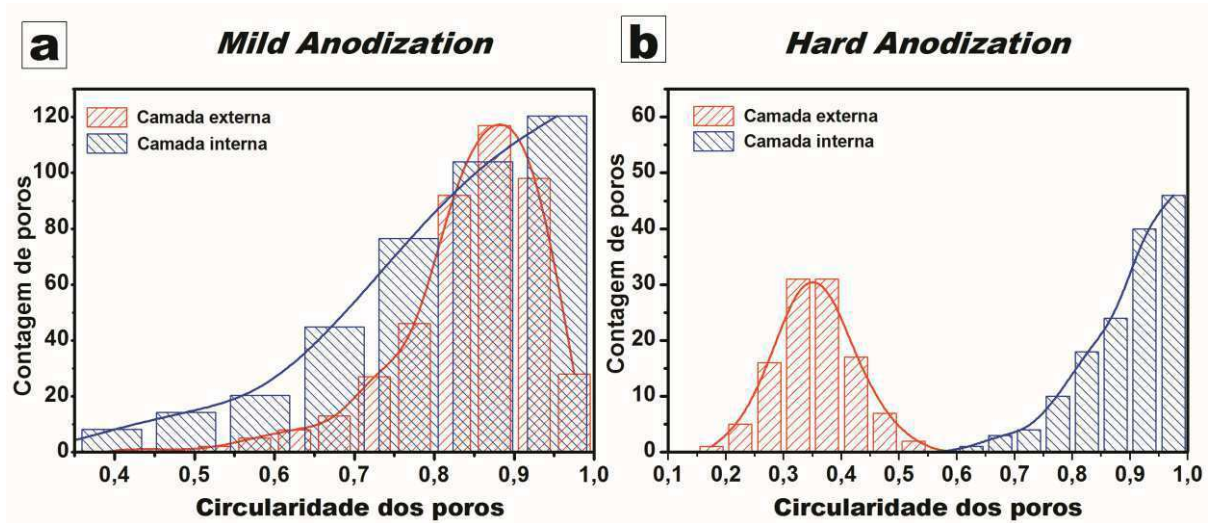 a
Mild Anodization
Camada externa
Camada interna
120
100
80
60
40
20
0
Contagem de poros
0,4
0,5
0,6
0,7
0,8
0,9
1,0
Circularidade dos poros
b
Hard Anodization
Camada externa
Camada interna
60
50
40
30
20
10
0
Contagem de poros
0,1
0,2
0,3
0,4
0,5
0,6
0,7
0,8
0,9
1,0
Circularidade dos poros